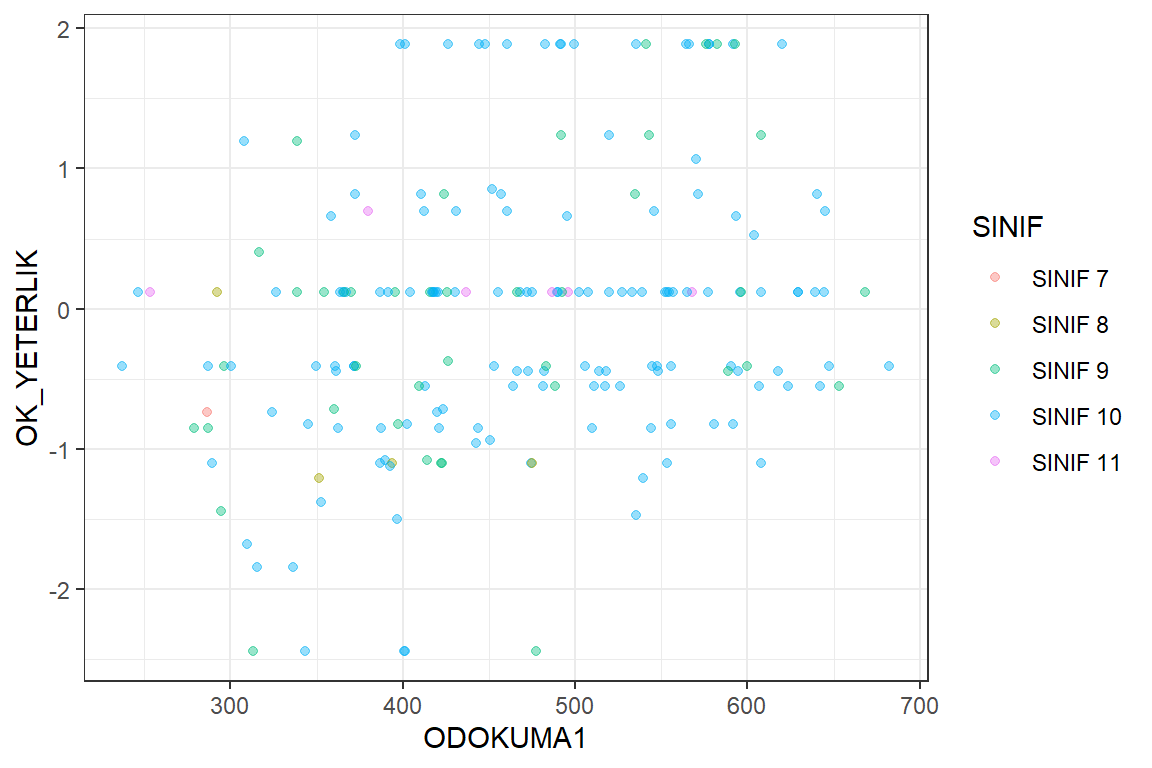 2
1
0
-1
-2
OK_YETERLIK
300 400 500 600 700
ODOKUMA1
SINIF
SINIF 7
SINIF 8
SINIF 9
SINIF 10
SINIF 11